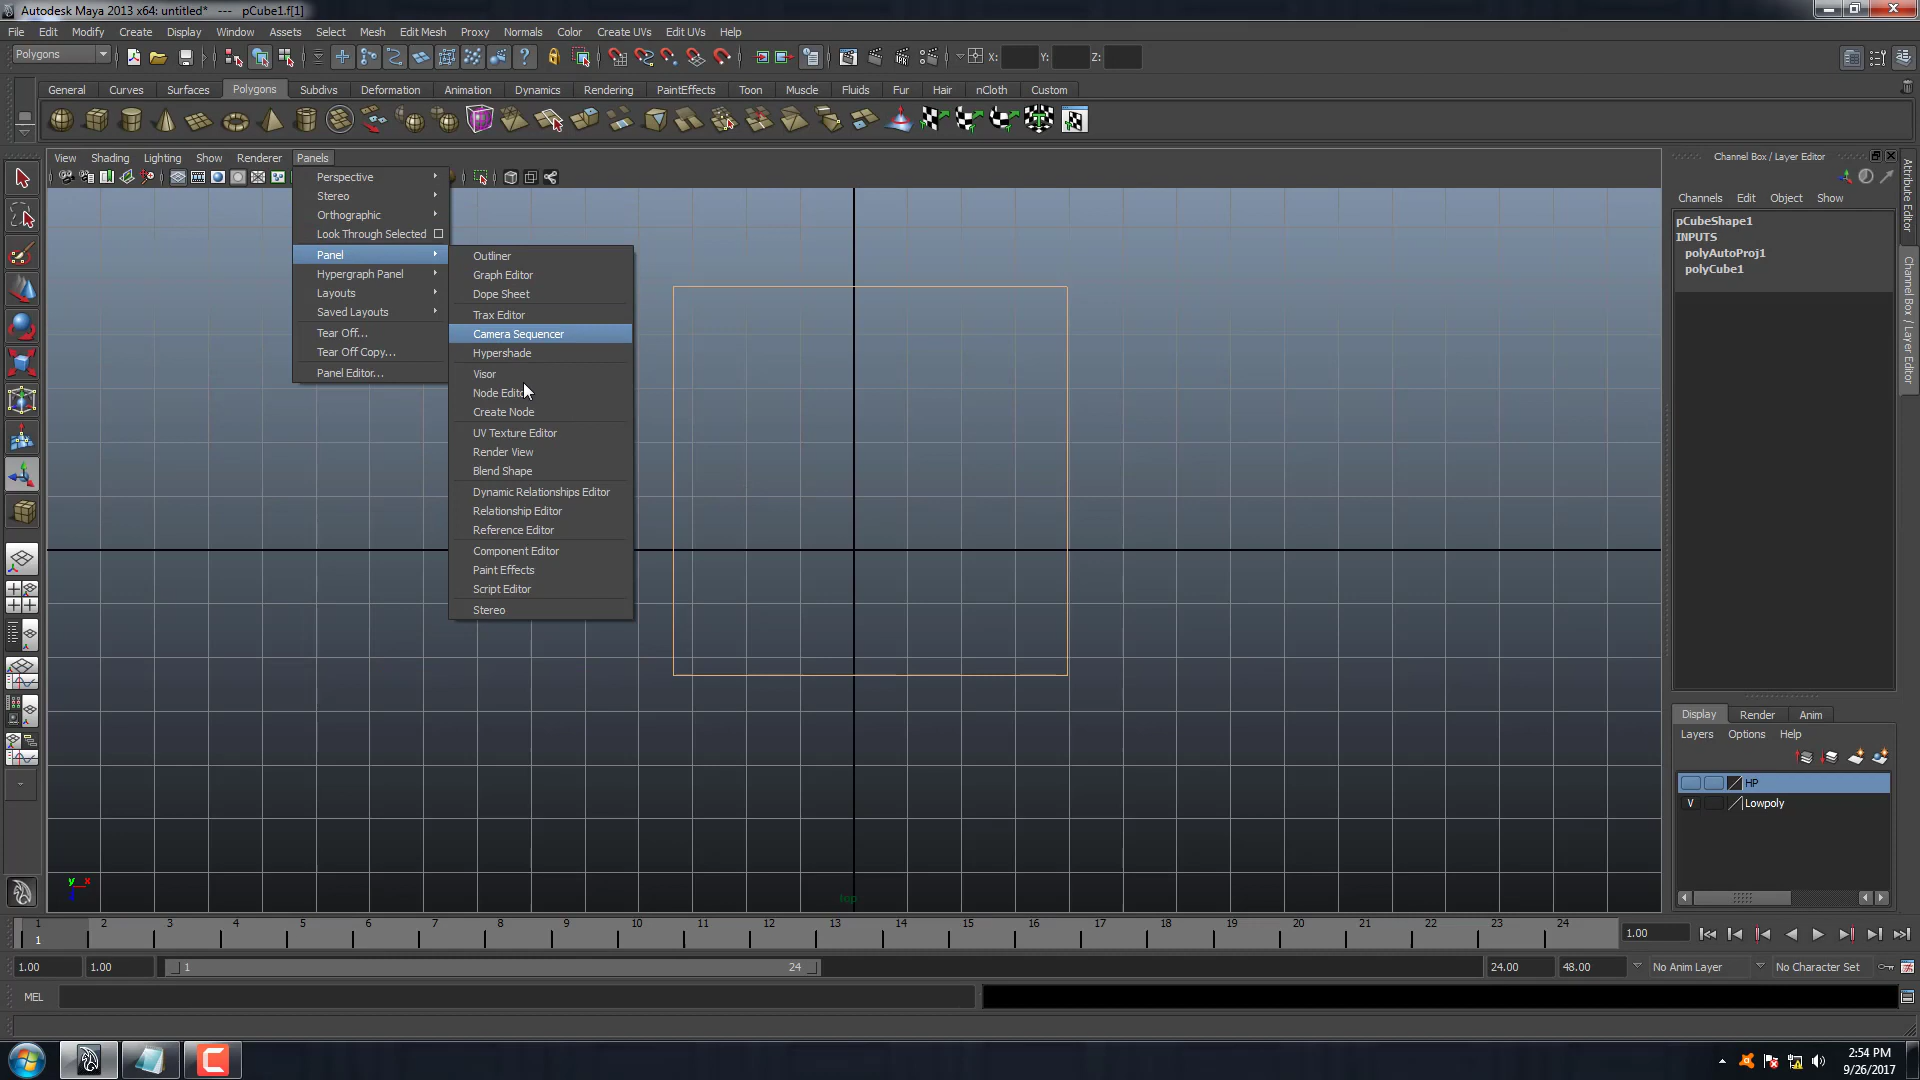 Autodesk Maya 2013 x64: untitled* --- pCube1.f[1]
File Edit Modify Create Display Window Assets Select Mesh Edit Mesh Proxy Normals Color Create UVs Edit UVs Help
Polygons X: Y: Z:
General Curves Surfaces Polygons Subdivs Deformation Animation Dynamics Rendering PaintEffects Toon Muscle Fluids Fur Hair nCloth Custom
View Shading Lighting Show Renderer Panels
Perspective
Stereo
Orthographic
Look Through Selected
Panel
Hypergraph Panel
Layouts
Saved Layouts
Tear Off...
Tear Off Copy...
Panel Editor...
Outliner
Graph Editor
Dope Sheet
Trax Editor
Camera Sequencer
Hypershade
Visor
Node Editor
Create Node
UV Texture Editor
Render View
Blend Shape
Dynamic Relationships Editor
Relationship Editor
Reference Editor
Component Editor
Paint Effects
Script Editor
Stereo
y x
top
Channel Box / Layer Editor
Channels Edit Object Show
pCubeShape1
INPUTS
polyAutoProj1
polyCube1
Attribute Editor
Channel Box / Layer Editor
Display Render Anim
Layers Options Help
HP
V Lowpoly
1 2 3 4 5 6 7 8 9 10 11 12 13 14 15 16 17 18 19 20 21 22 23 24
1 1.00
1.00 1.00 1 24 24.00 48.00 No Anim Layer No Character Set
MEL
2:54 PM
9/26/2017